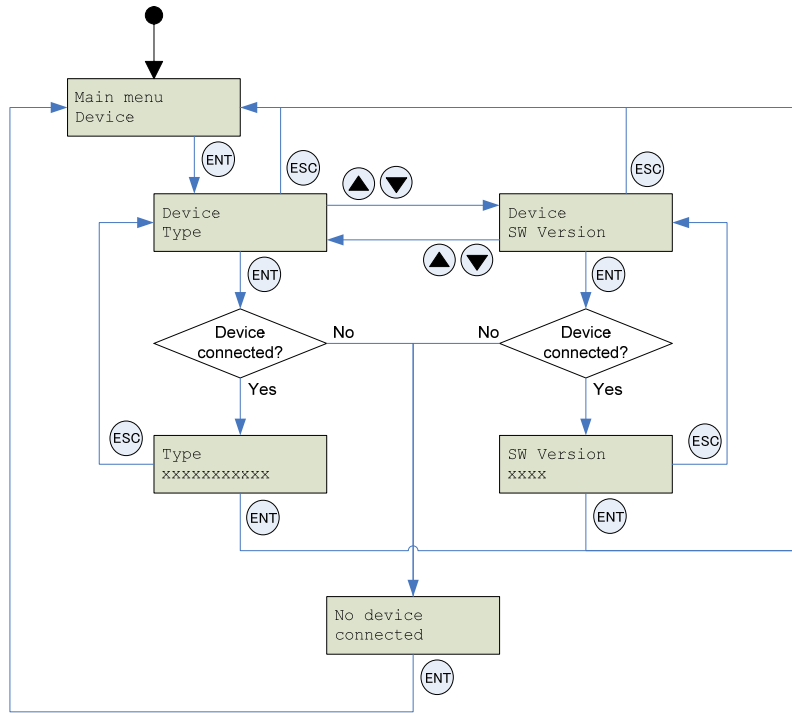 Main menu
Device
ENT
ESC
ESC
Device
Type
Device
SW Version
ENT
ENT
Device
connected?
No
No
Device
connected?
Yes
Yes
ESC
Type
xxxxxxxxxxx
SW Version
xxxx
ESC
ENT
ENT
No device
connected
ENT